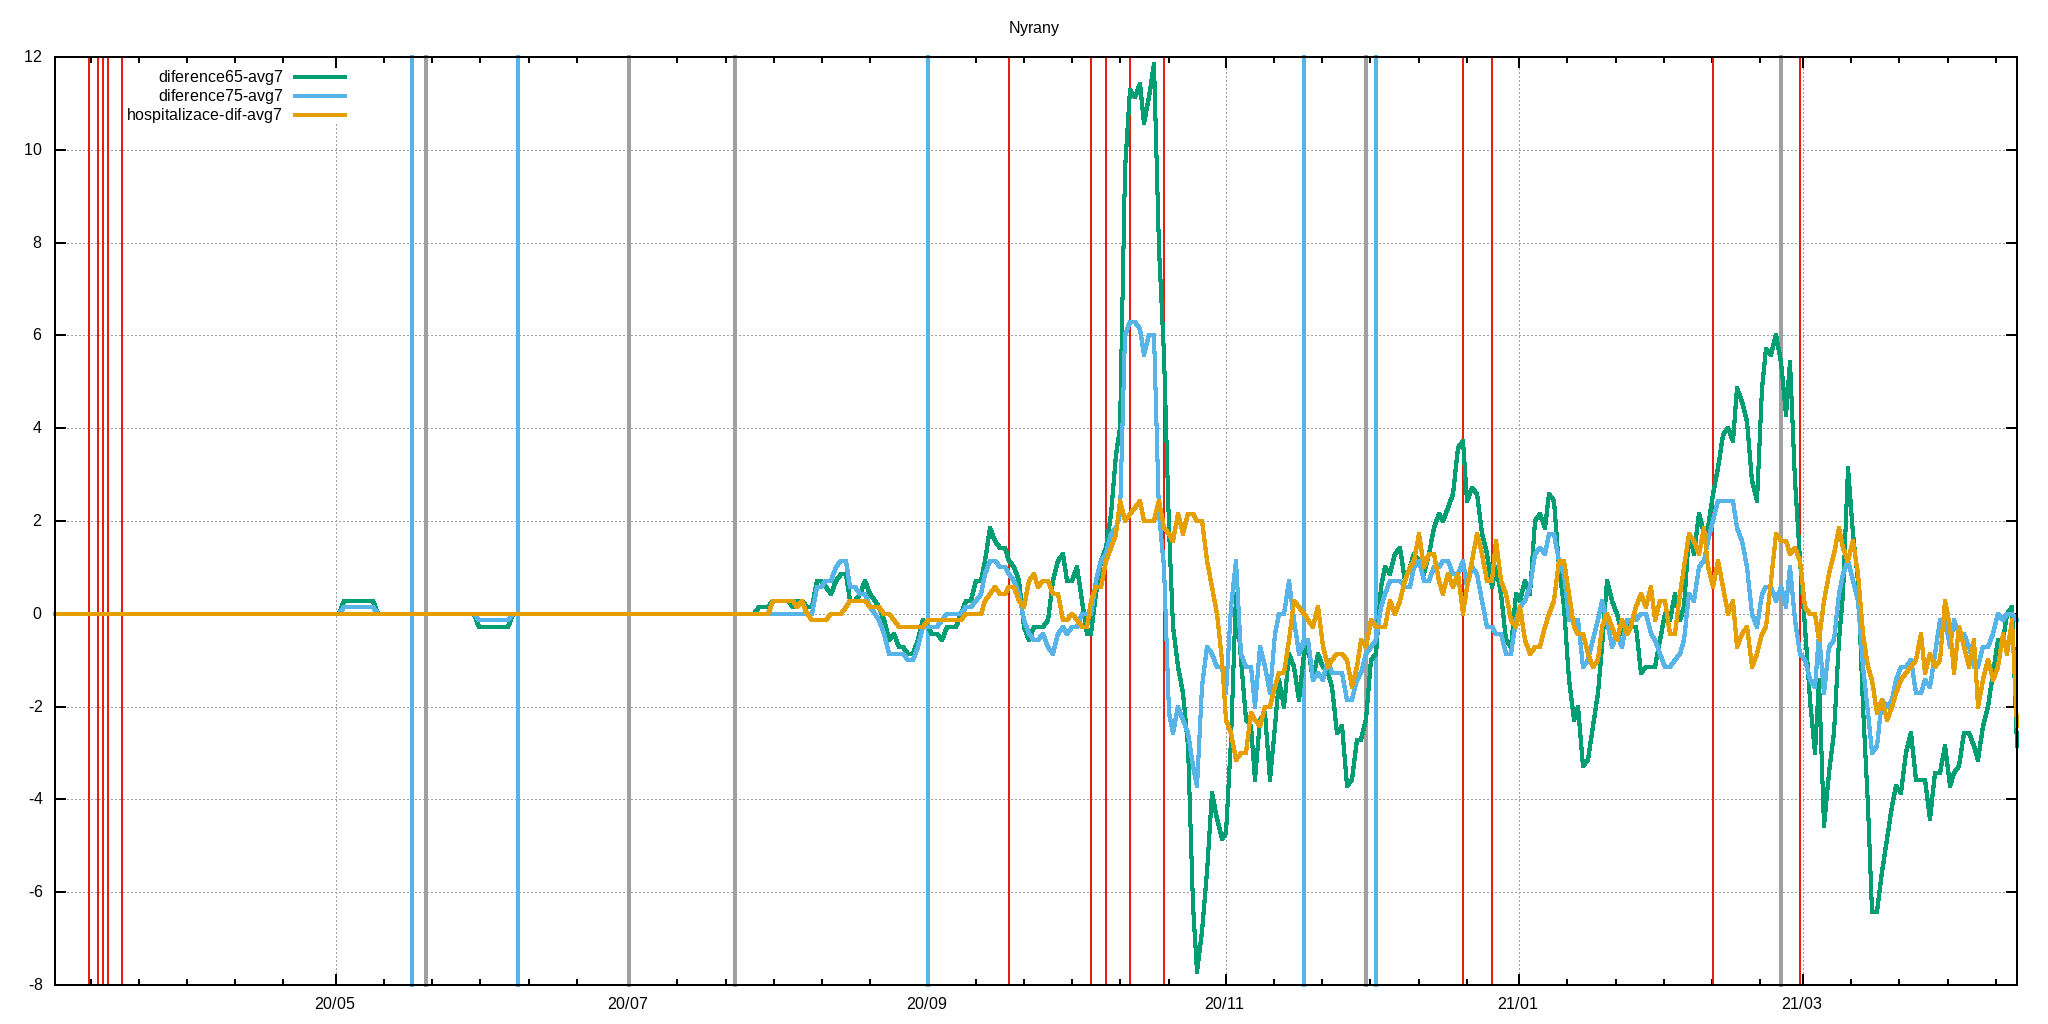 Nyrany
12
diference65-avg7
diference75-avg7
hospitalizace-dif-avg7
10
8
6
4
2
0
-2
-4
-6
-8
20/05 20/07 20/09 20/11 21/01 21/03